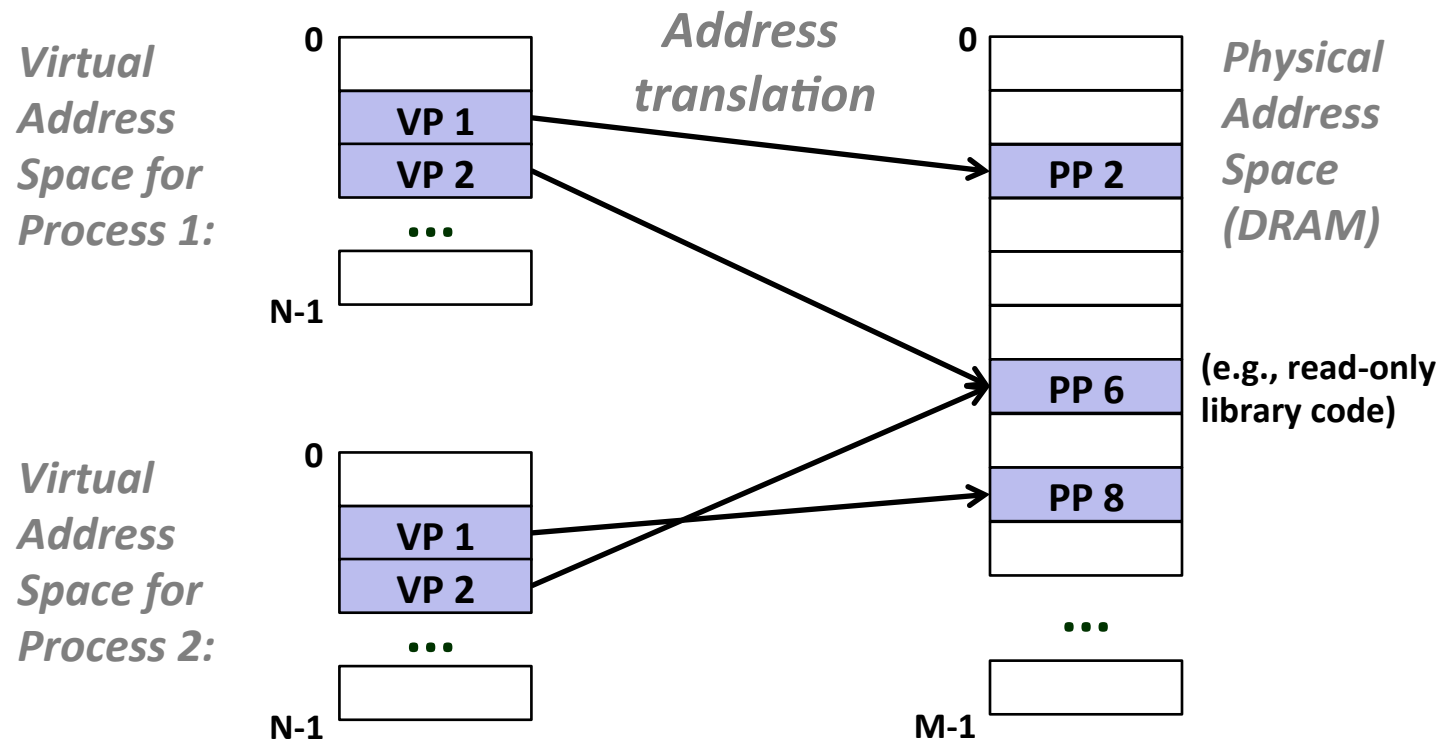 Virtual
Address
Space for
Process 1:
0
VP 1
VP 2
...
N-1
Address
translation
0
PP 2
PP 6
PP 8
...
M-1
Physical
Address
Space
(DRAM)
(e.g., read-only
library code)
Virtual
Address
Space for
Process 2:
0
VP 1
VP 2
...
N-1